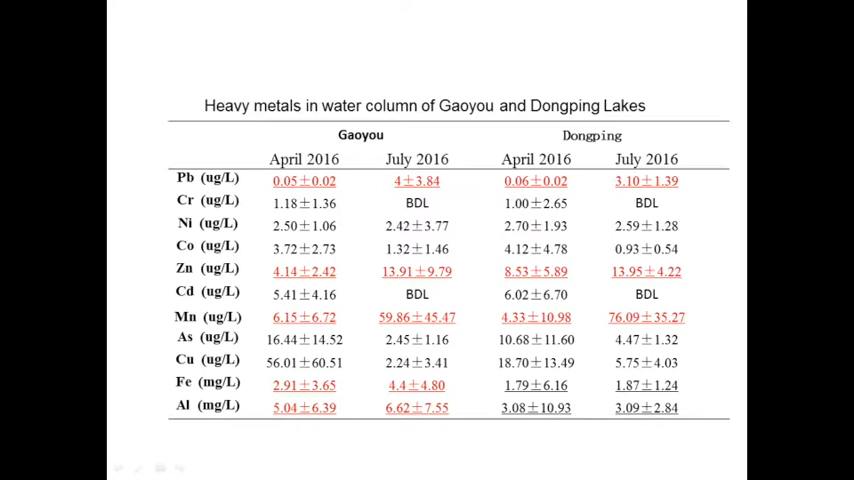 Heavy metals in water column of Gaoyou and Dongping Lakes
Gaoyou Dongping
April 2016 July 2016 April 2016 July 2016
Pb (ug/L) 0.05±0.02 4±3.84 0.06±0.02 3.10±1.39
Cr (ug/L) 1.18±1.36 BDL 1.00±2.65 BDL
Ni (ug/L) 2.50±1.06 2.42±3.77 2.70±1.93 2.59±1.28
Co (ug/L) 3.72±2.73 1.32±1.46 4.12±4.78 0.93±0.54
Zn (ug/L) 4.14±2.42 13.91±9.79 8.53±5.89 13.95±4.22
Cd (ug/L) 5.41±4.16 BDL 6.02±6.70 BDL
Mn (ug/L) 6.15±6.72 59.86±45.47 4.33±10.98 76.09±35.27
As (ug/L) 16.44±14.52 2.45±1.16 10.68±11.60 4.47±1.32
Cu (ug/L) 56.01±60.51 2.24±3.41 18.70±13.49 5.75±4.03
Fe (mg/L) 2.91±3.65 4.4±4.80 1.79±6.16 1.87±1.24
Al (mg/L) 5.04±6.39 6.62±7.55 3.08±10.93 3.09±2.84